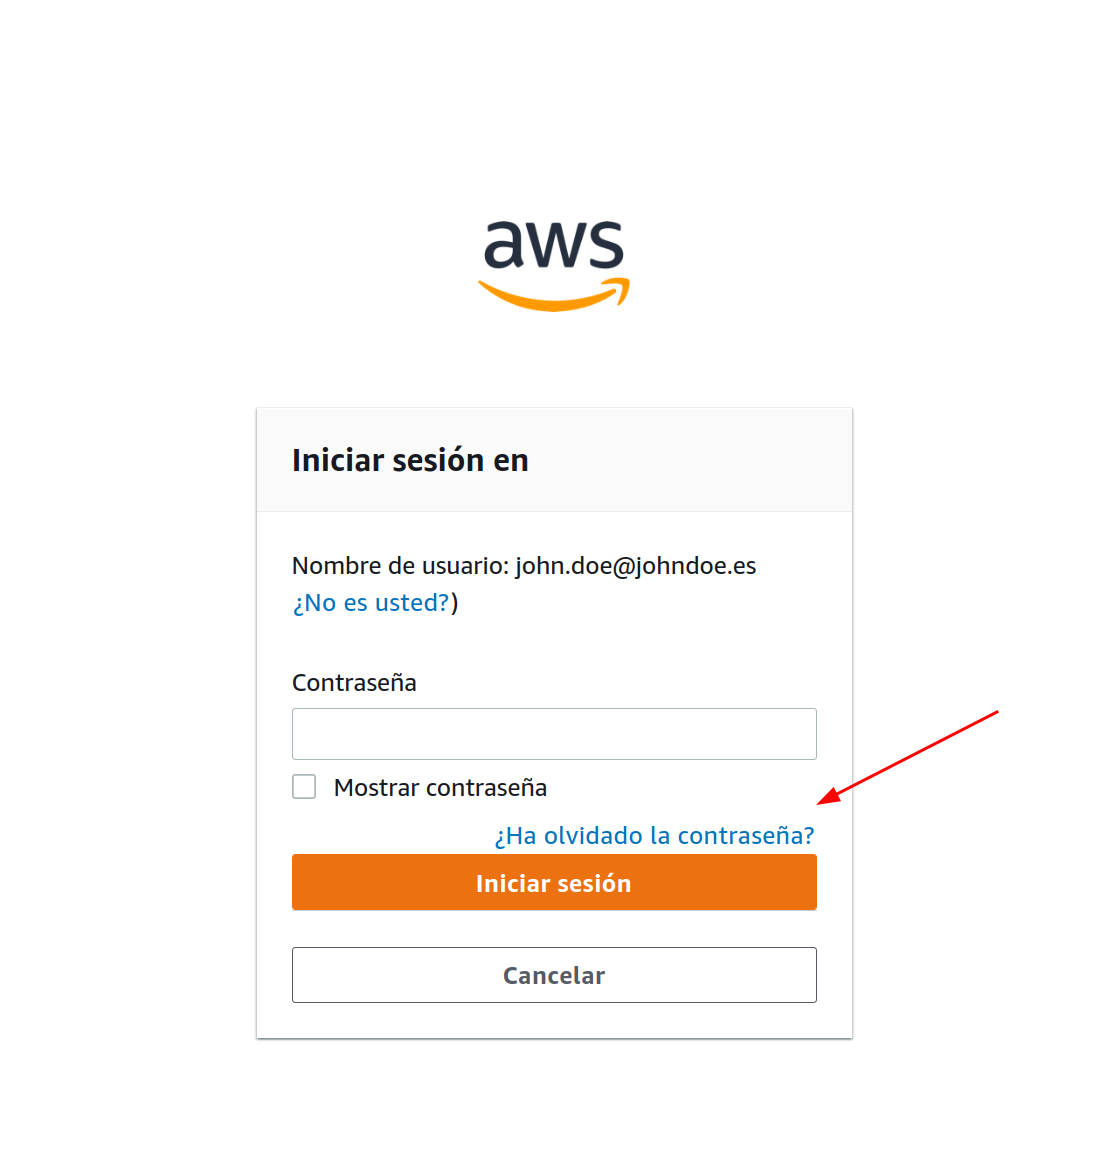 aws
Iniciar sesión en
Nombre de usuario: john.doe@johndoe.es
¿No es usted?)
Contraseña
Mostrar contraseña
¿Ha olvidado la contraseña?
Iniciar sesión
Cancelar